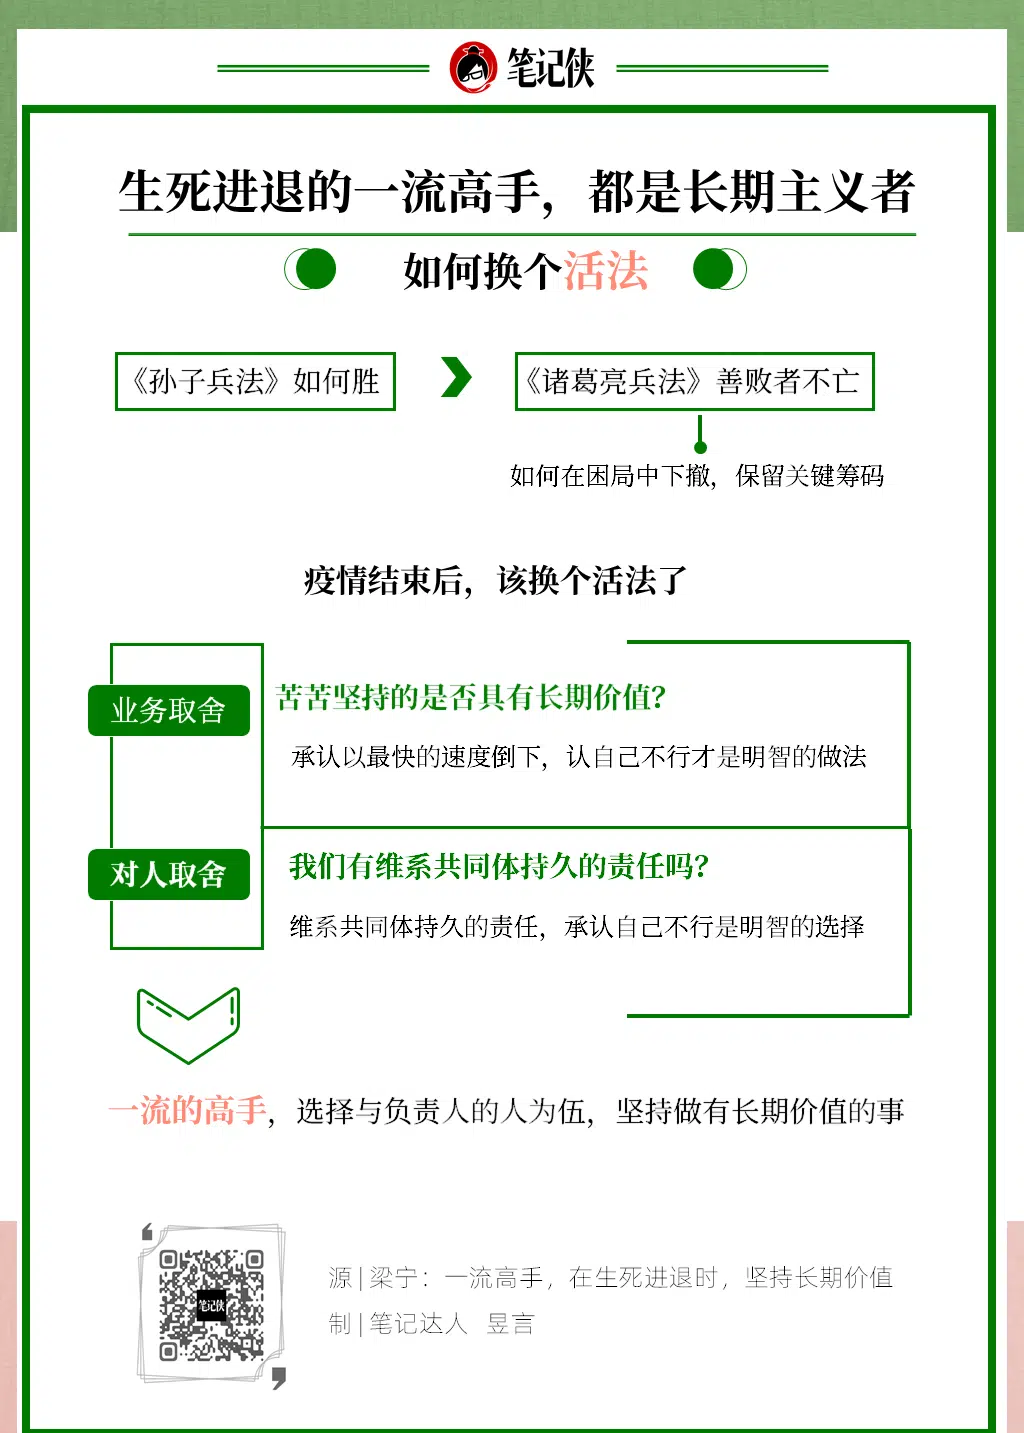 笔记侠
生死进退的一流高手，都是长期主义者
如何换个活法
《孙子兵法》如何胜
《诸葛亮兵法》善败者不亡
如何在困局中下撤，保留关键筹码
疫情结束后，该换个活法了
业务取舍
苦苦坚持的是否具有长期价值？
承认以最快的速度倒下，认自己不行才是明智的做法
对人取舍
我们有维系共同体持久的责任吗？
维系共同体持久的责任，承认自己不行是明智的选择
一流的高手，选择与负责人的人为伍，坚持做有长期价值的事
笔记侠
源 | 梁宁：一流高手，在生死进退时，坚持长期价值
制 | 笔记达人 昱言